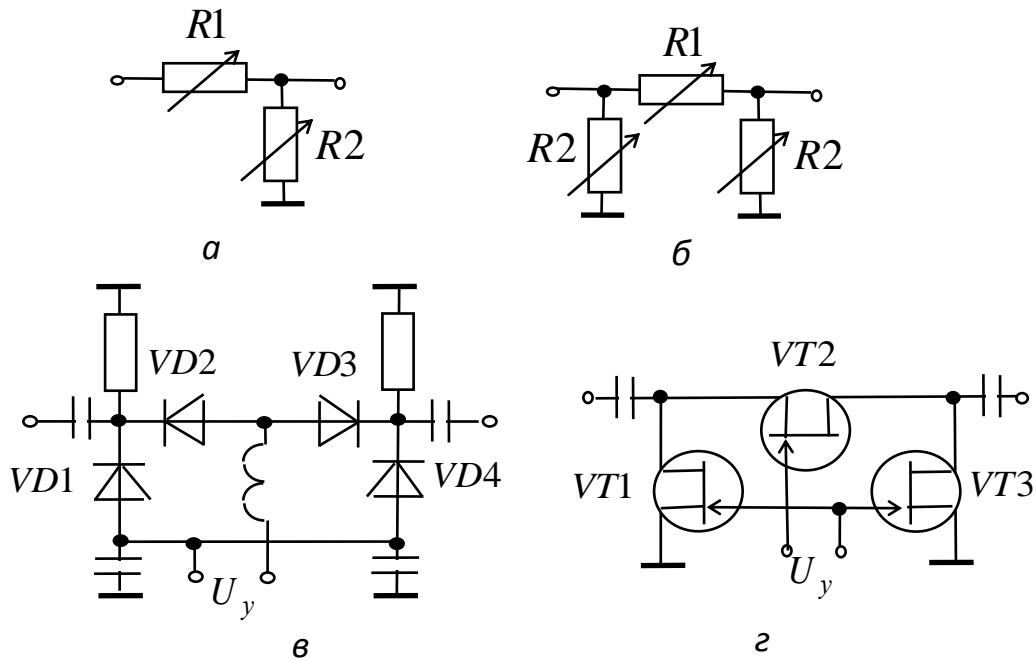 R1
R2
а
R1
R2
R2
б
VD2
VD3
VD1
VD4
U y
в
VT2
VT1
VT3
U y
г